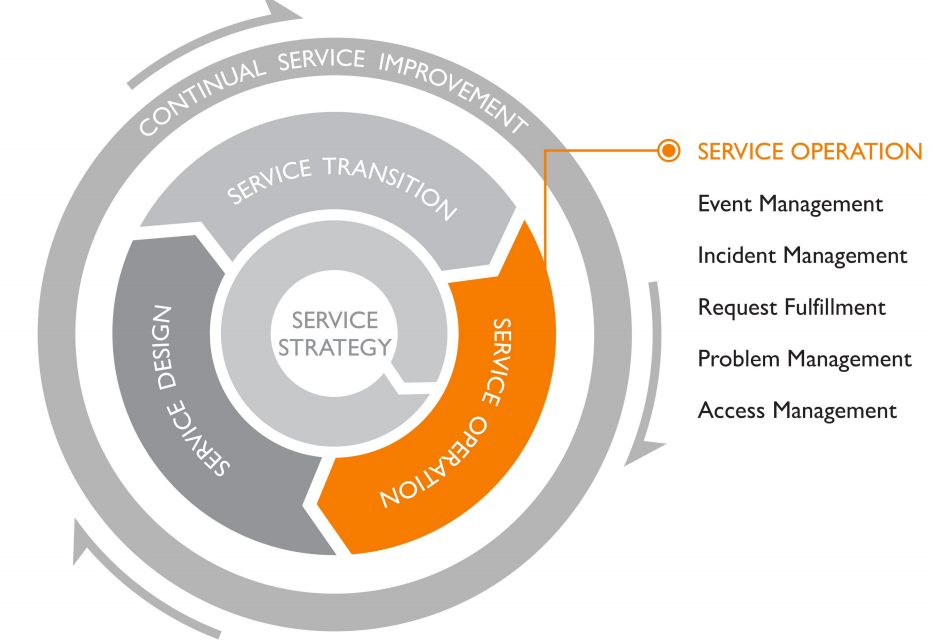 CONTINUAL SERVICE IMPROVEMENT
SERVICE TRANSITION
SERVICE DESIGN
SERVICE
STRATEGY
SERVICE OPERATION
SERVICE OPERATION
Event Management
Incident Management
Request Fulfillment
Problem Management
Access Management